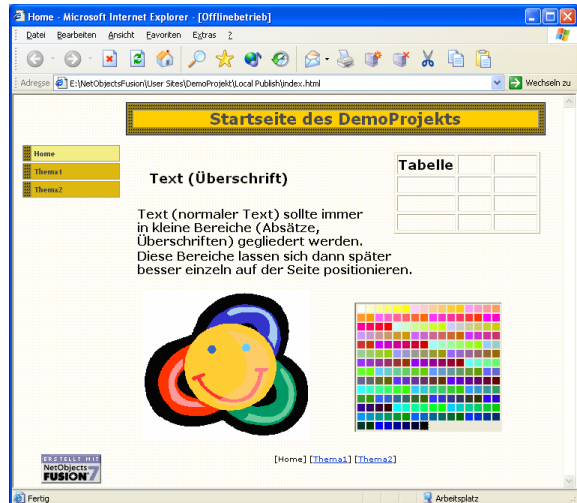 Home - Microsoft Internet Explorer - [Offlinebetrieb]
Datei Bearbeiten Ansicht Favoriten Extras ?
Adresse E:\NetObjectsFusion\User Sites\DemoProjekt\Local Publish\index.html Wechseln zu
Startseite des DemoProjekts
Home
Thema1
Thema2
Tabelle
Text (Überschrift)
Text (normaler Text) sollte immer
in kleine Bereiche (Absätze,
Überschriften) gegliedert werden.
Diese Bereiche lassen sich dann später
besser einzeln auf der Seite positionieren.
[Home] [Thema1] [Thema2]
ERSTELLT MIT
NetObjects
FUSION 7
Fertig Arbeitsplatz